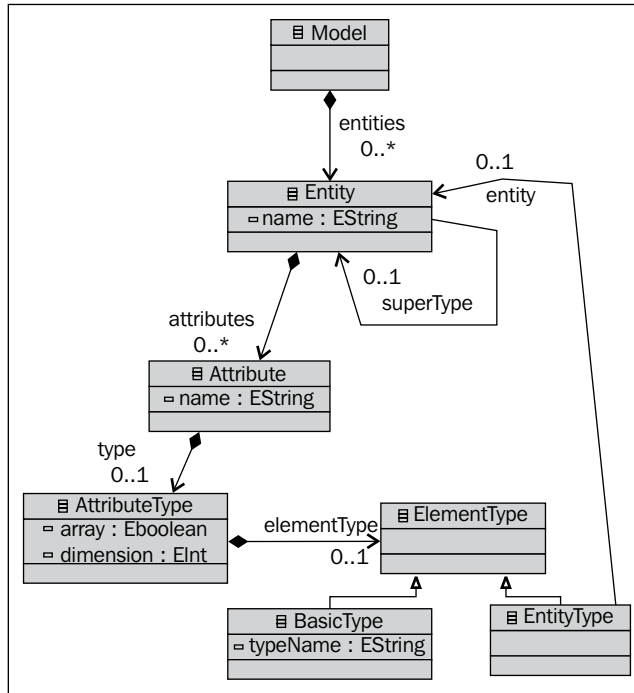 Model
entities
0..*
0..1
entity
Entity
name : EString
0..1
superType
attributes
0..*
Attribute
name : EString
type
0..1
AttributeType
array : Eboolean
dimension : EInt
elementType
0..1
ElementType
BasicType
typeName : EString
EntityType